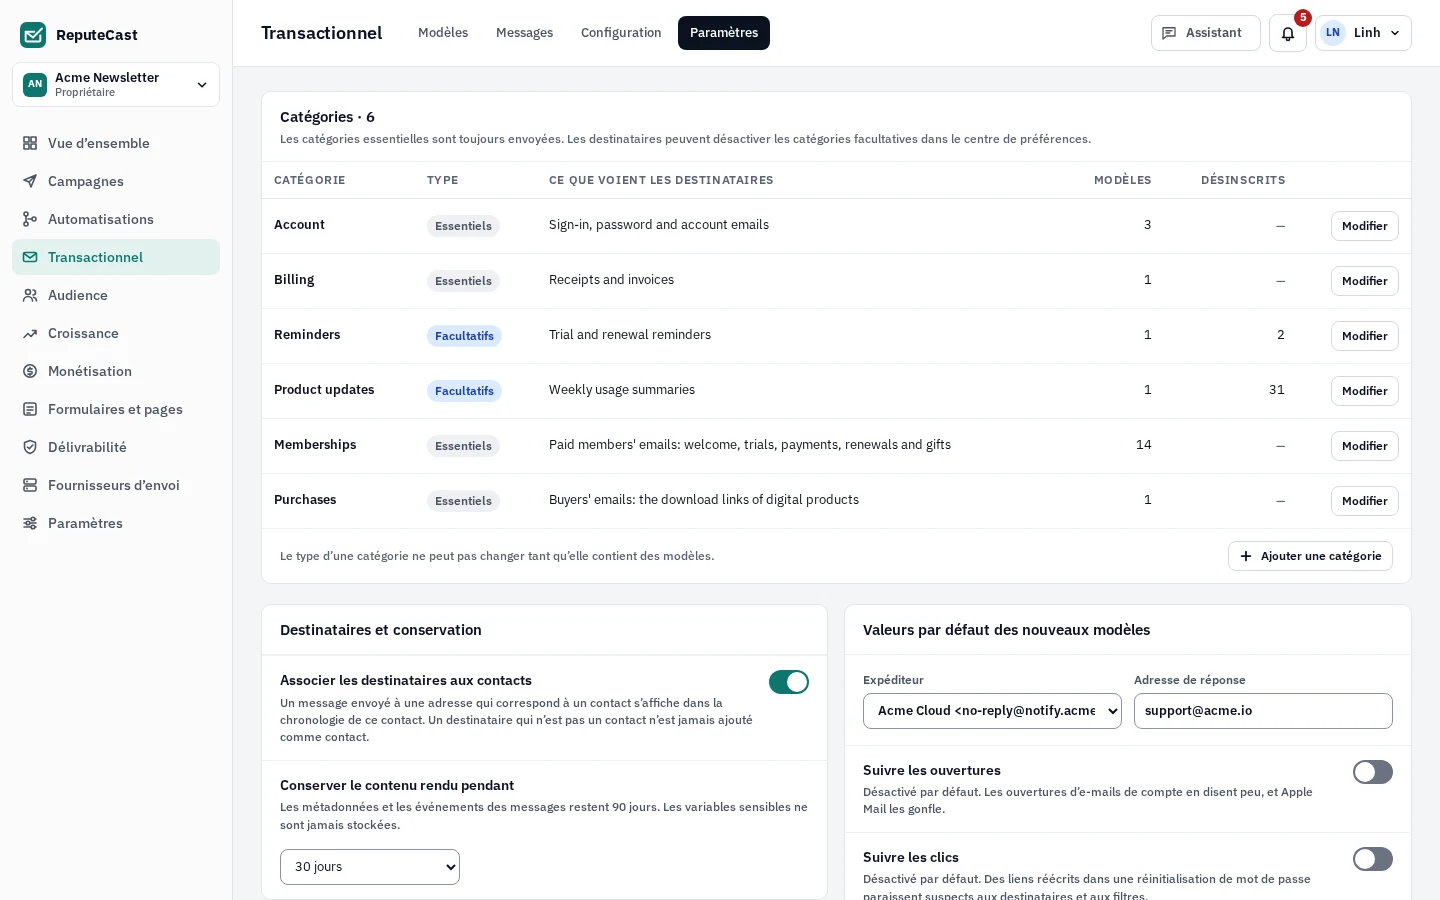 ReputeCast
AN
Acme Newsletter
Propriétaire
Vue d’ensemble
Campagnes
Automatisations
Transactionnel
Audience
Croissance
Monétisation
Formulaires et pages
Délivrabilité
Fournisseurs d’envoi
Paramètres
Transactionnel
Modèles
Messages
Configuration
Paramètres
Assistant
5
LN
Linh
Catégories · 6
Les catégories essentielles sont toujours envoyées. Les destinataires peuvent désactiver les catégories facultatives dans le centre de préférences.
CATÉGORIE TYPE CE QUE VOIENT LES DESTINATAIRES MODÈLES DÉSINSCRITS
Account Essentiels Sign-in, password and account emails 3 – Modifier
Billing Essentiels Receipts and invoices 1 – Modifier
Reminders Facultatifs Trial and renewal reminders 1 2 Modifier
Product updates Facultatifs Weekly usage summaries 1 31 Modifier
Memberships Essentiels Paid members' emails: welcome, trials, payments, renewals and gifts 14 – Modifier
Purchases Essentiels Buyers' emails: the download links of digital products 1 – Modifier
Le type d’une catégorie ne peut pas changer tant qu’elle contient des modèles.
Ajouter une catégorie
Destinataires et conservation
Associer les destinataires aux contacts
Un message envoyé à une adresse qui correspond à un contact s’affiche dans la
chronologie de ce contact. Un destinataire qui n’est pas un contact n’est jamais ajouté
comme contact.
Conserver le contenu rendu pendant
Les métadonnées et les événements des messages restent 90 jours. Les variables sensibles ne
sont jamais stockées.
30 jours
Valeurs par défaut des nouveaux modèles
Expéditeur
Acme Cloud <no-reply@notify.acme
Adresse de réponse
support@acme.io
Suivre les ouvertures
Désactivé par défaut. Les ouvertures d’e-mails de compte en disent peu, et Apple
Mail les gonfle.
Suivre les clics
Désactivé par défaut. Des liens réécrits dans une réinitialisation de mot de passe
paraissent suspects aux destinataires et aux filtres.